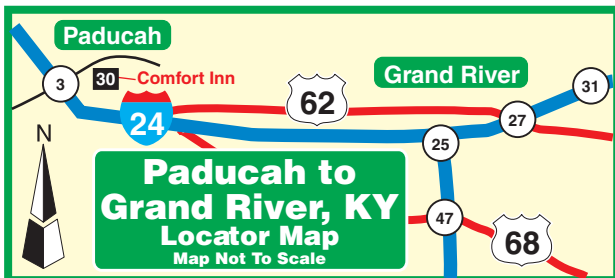 Paducah
3
30 Comfort Inn
Grand River
31
62
24
27
25
N
Paducah to
Grand River, KY
Locator Map
Map Not To Scale
47
68